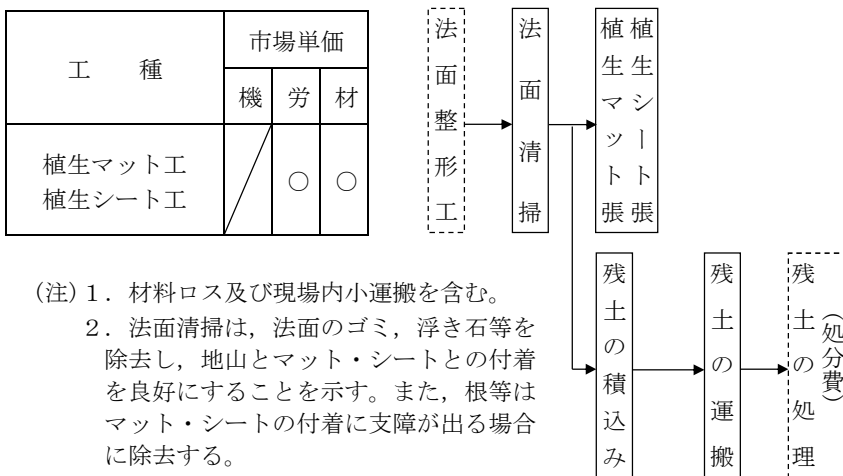 工　種
市場単価
機
労
材
植生マット工
植生シート工
○
○
法面整形工
法面清掃
植生マット張
植生シート張
残土の積込み
残土の運搬
残土の処理
（処分費）
（注）１．材料ロス及び現場内小運搬を含む。
２．法面清掃は，法面のゴミ，浮き石等を
除去し，地山とマット・シートとの付着
を良好にすることを示す。また，根等は
マット・シートの付着に支障が出る場合
に除去する。